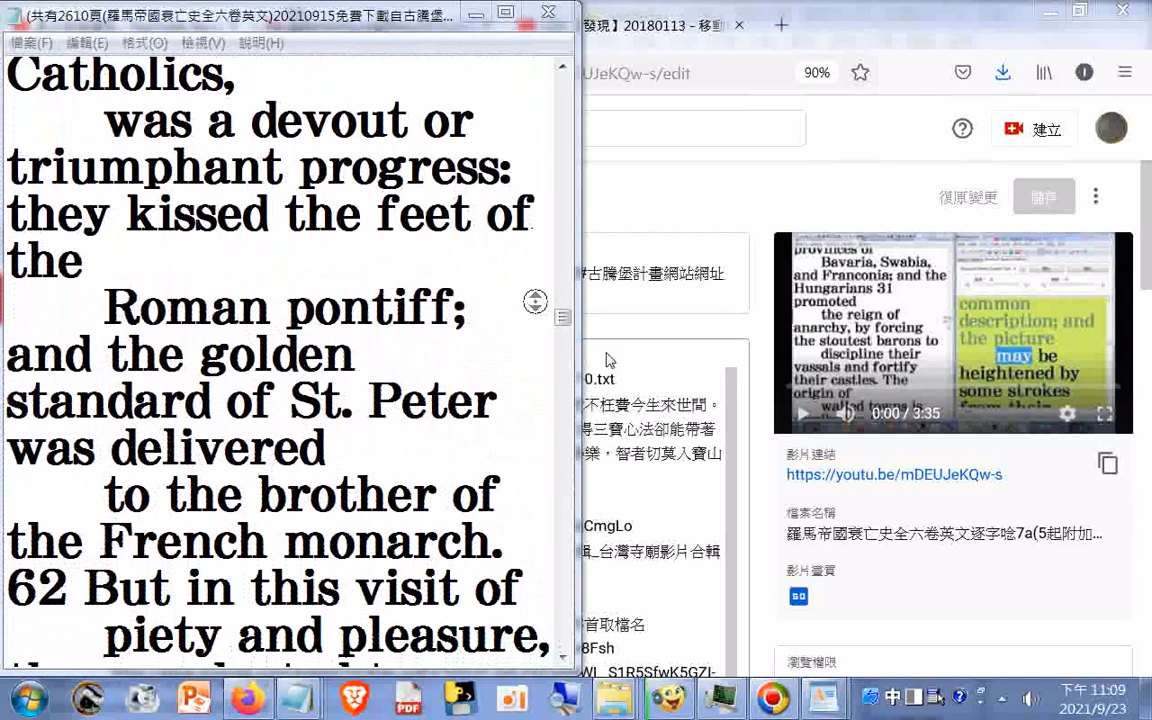 (共有2610頁(羅馬帝國衰亡史全六卷英文)20210915免費下載自古騰堡...
檔案(F) 編輯(E) 格式(O) 檢視(V) 說明(H)
Catholics,
was a devout or
triumphant progress:
they kissed the feet of
the
Roman pontiff;
and the golden
standard of St. Peter
was delivered
to the brother of
the French monarch.
62 But in this visit of
piety and pleasure,
發現】20180113 - 移動
UJeKQw-s/edit
90%
建立
復原變更 儲存
#古騰堡計畫網站網址
0.txt
不枉費今生來世間。
得三寶心法卻能帶著
樂,智者切莫入寶山
CmgLo
輯_台灣寺廟影片合輯
首取檔名
8Fsh
WI_S1R5SfwK5GZI-
provinces of
Bavaria, Swabia,
and Franconia; and the
Hungarians 31
promoted
the reign of
anarchy, by forcing
the stoutest barons to
discipline their
vassals and fortify
their castles. The
origin of
walled towns is
common
description; and
the picture
may be
heightened by
some strokes
0:00 / 3:35
影片連結
https://youtu.be/mDEUJeKQw-s
檔案名稱
羅馬帝國衰亡史全六卷英文逐字唸7a(5起附加...
影片畫質
SD
瀏覽權限
中
下午 11:09
2021/9/23